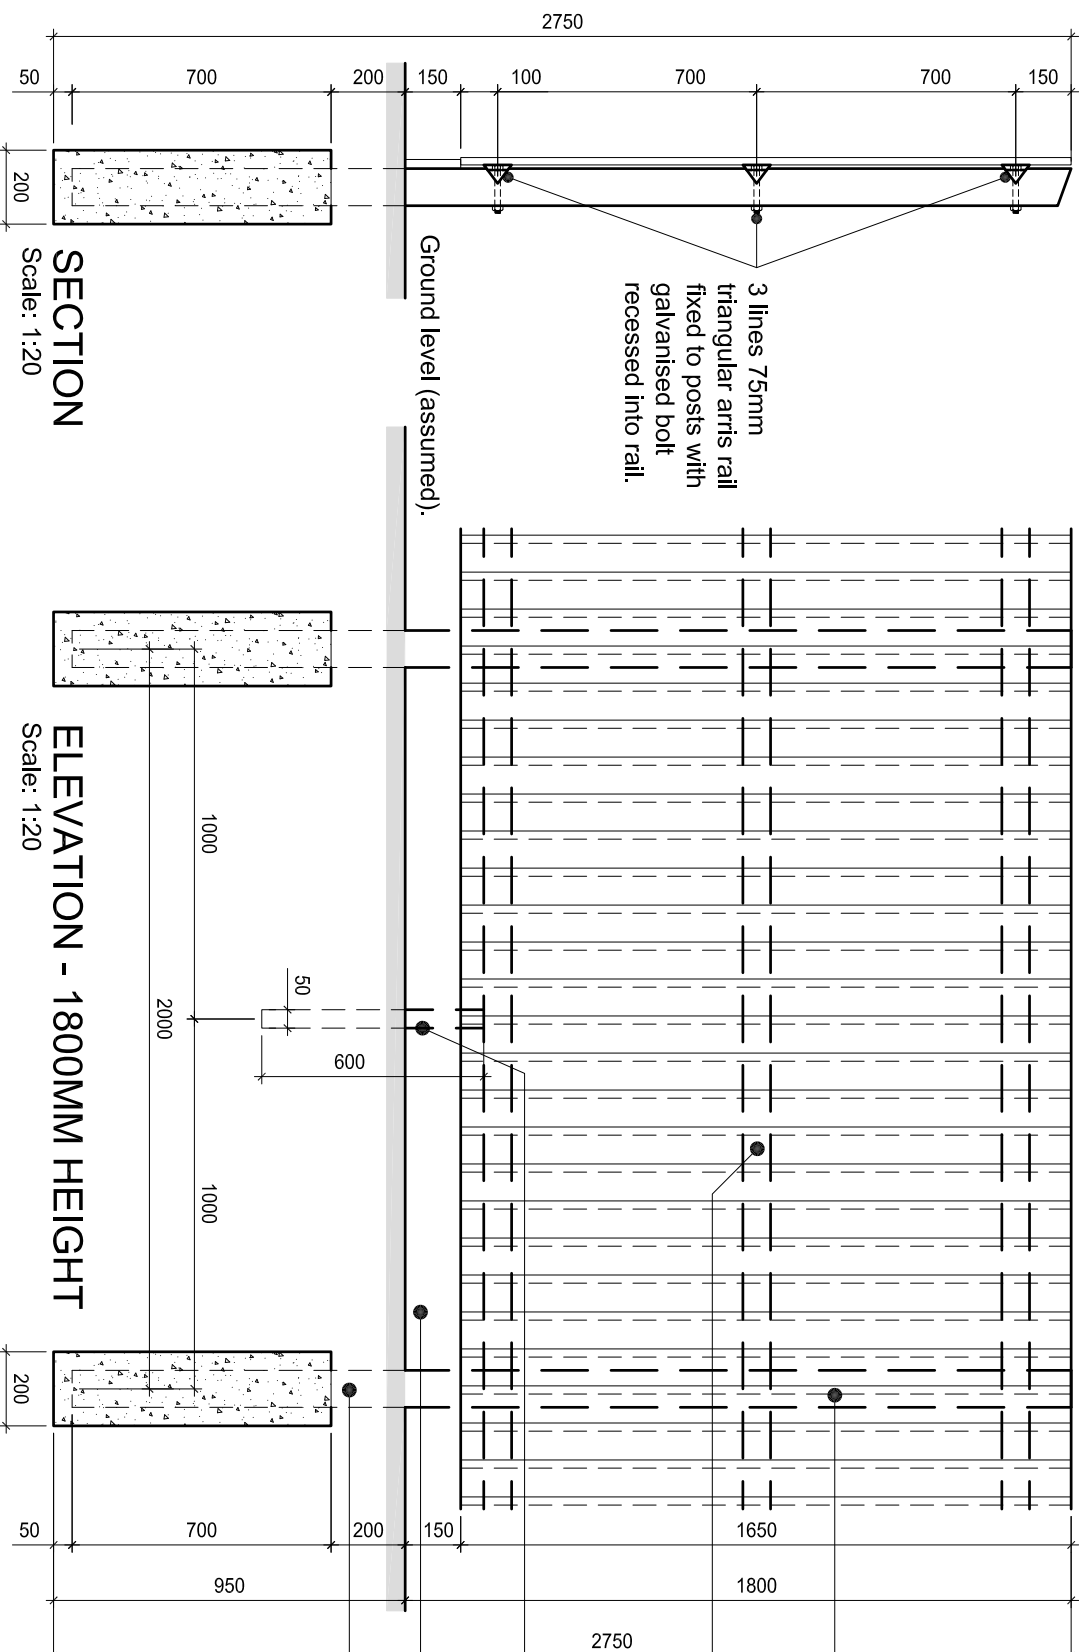 2750
50
700
200
150
100
700
700
150
200
3 lines 75mm
triangular arris rail
fixed to posts with
galvanised bolt
recessed into rail.
Ground level (assumed).
SECTION
Scale: 1:20
1000
2000
1000
50
600
200
ELEVATION - 1800MM HEIGHT
Scale: 1:20
50
700
200
150
1650
950
1800
2750